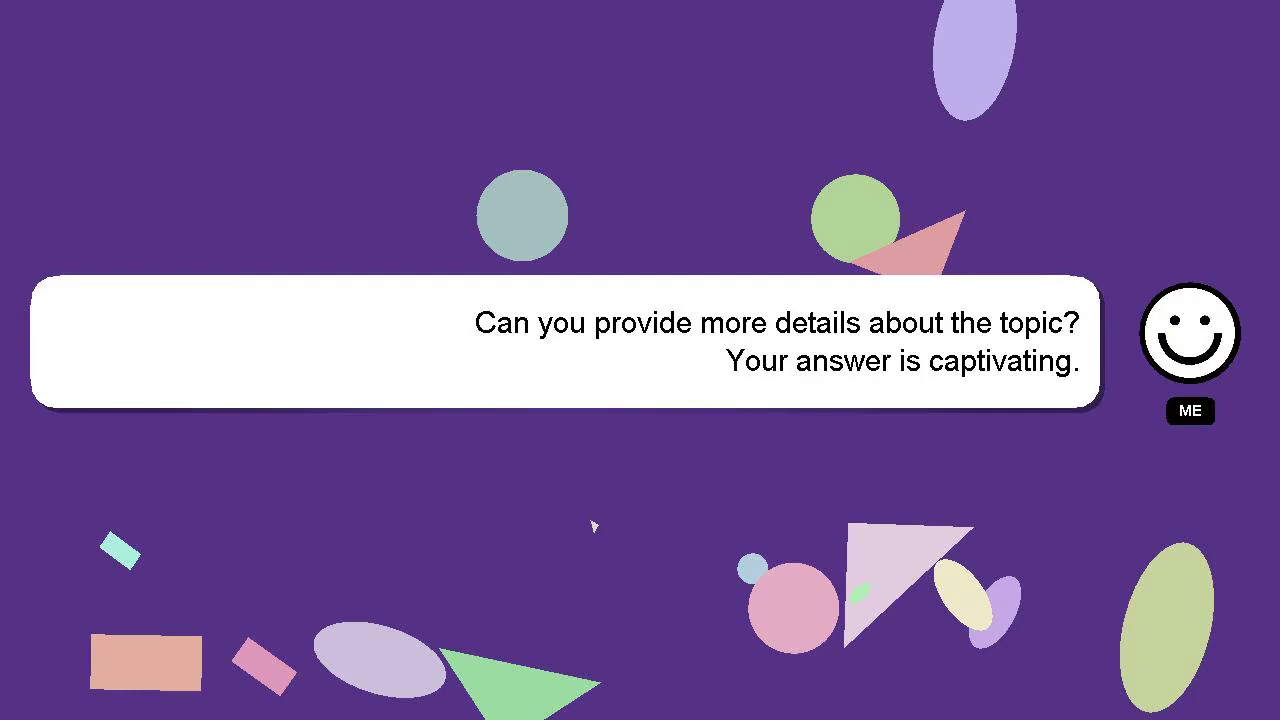 Can you provide more details about the topic?
Your answer is captivating.
ME